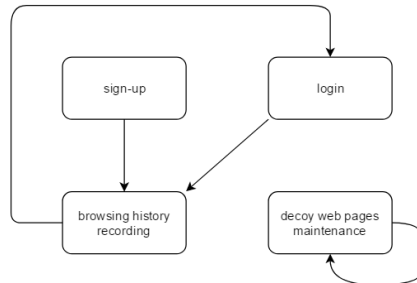 sign-up
login
browsing history
recording
decoy web pages
maintenance